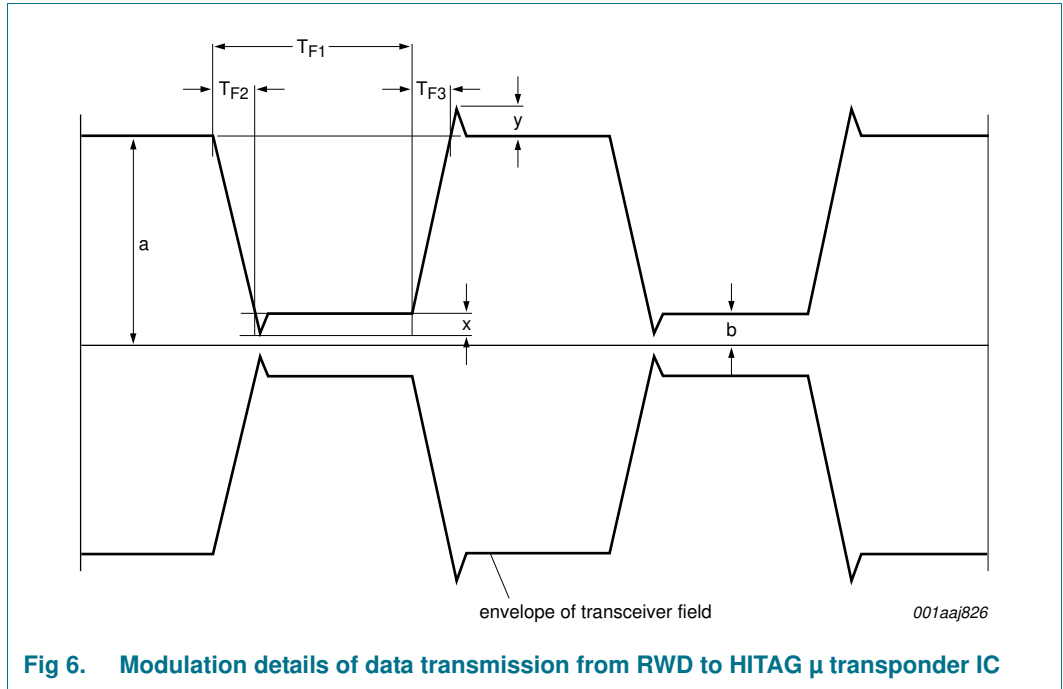 TF1
TF2
TF3
y
a
x
b
envelope of transceiver field
001aaj826
Fig 6. Modulation details of data transmission from RWD to HITAG μ transponder IC